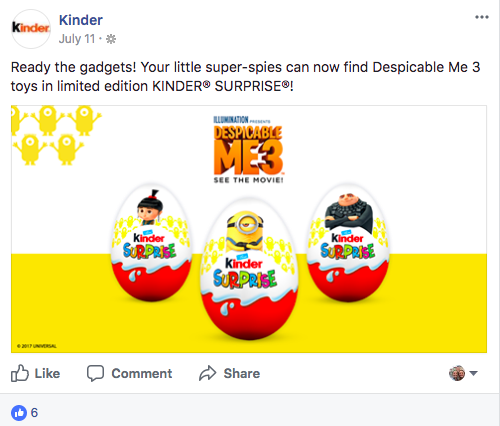 Kinder
Kinder
July 11 ·
Ready the gadgets! Your little super-spies can now find Despicable Me 3
toys in limited edition KINDER® SURPRISE®!
ILLUMINATION PRESENTS
DESPICABLE
ME3
SEE THE MOVIE!
Kinder
SURPRISE
Kinder
SURPRISE
Kinder
SURPRISE
© 2017 UNIVERSAL
Like
Comment
Share
6